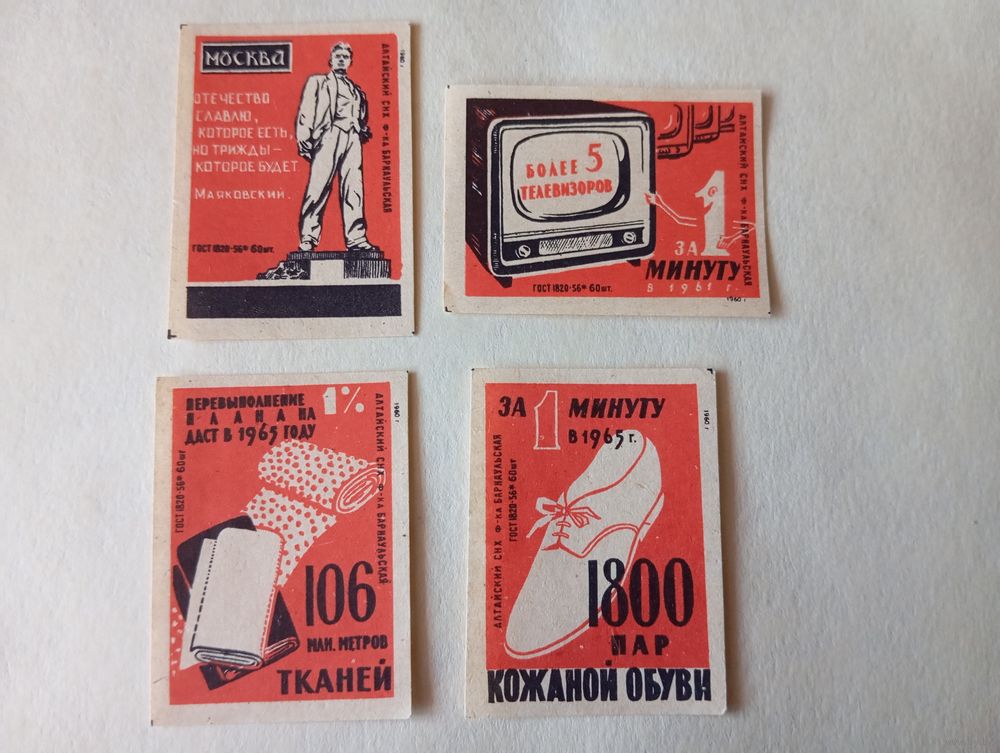 МОСКВА
ОТЕЧЕСТВО
СЛАВЛЮ,
КОТОРОЕ ЕСТЬ,
НО ТРИЖДЫ —
КОТОРОЕ БУДЕТ.
МАЯКОВСКИЙ.
ГОСТ 1820-56* 60 шт.
АЛТАЙСКИЙ СНХ Ф-КА БАРНАУЛЬСКАЯ
1960 г
БОЛЕЕ 5
ТЕЛЕВИЗОРОВ
ЗА 1
МИНУТУ
В 1961 г.
ГОСТ 1820-56* 60 шт.
АЛТАЙСКИЙ СНХ Ф-КА БАРНАУЛЬСКАЯ
1960 г
ПЕРЕВЫПОЛНЕНИЕ 1%
ПЛАНА НА
ДАСТ В 1965 ГОДУ
ГОСТ 1820-56* 60 шт
АЛТАЙСКИЙ СНХ Ф-КА БАРНАУЛЬСКАЯ
1960 г
106
МЛН. МЕТРОВ
ТКАНЕЙ
ЗА 1 МИНУТУ
В 1965 г.
АЛТАЙСКИЙ СНХ Ф-КА БАРНАУЛЬСКАЯ
ГОСТ 1820-56* 60 шт
1960 г
1800
ПАР
КОЖАНОЙ ОБУВИ